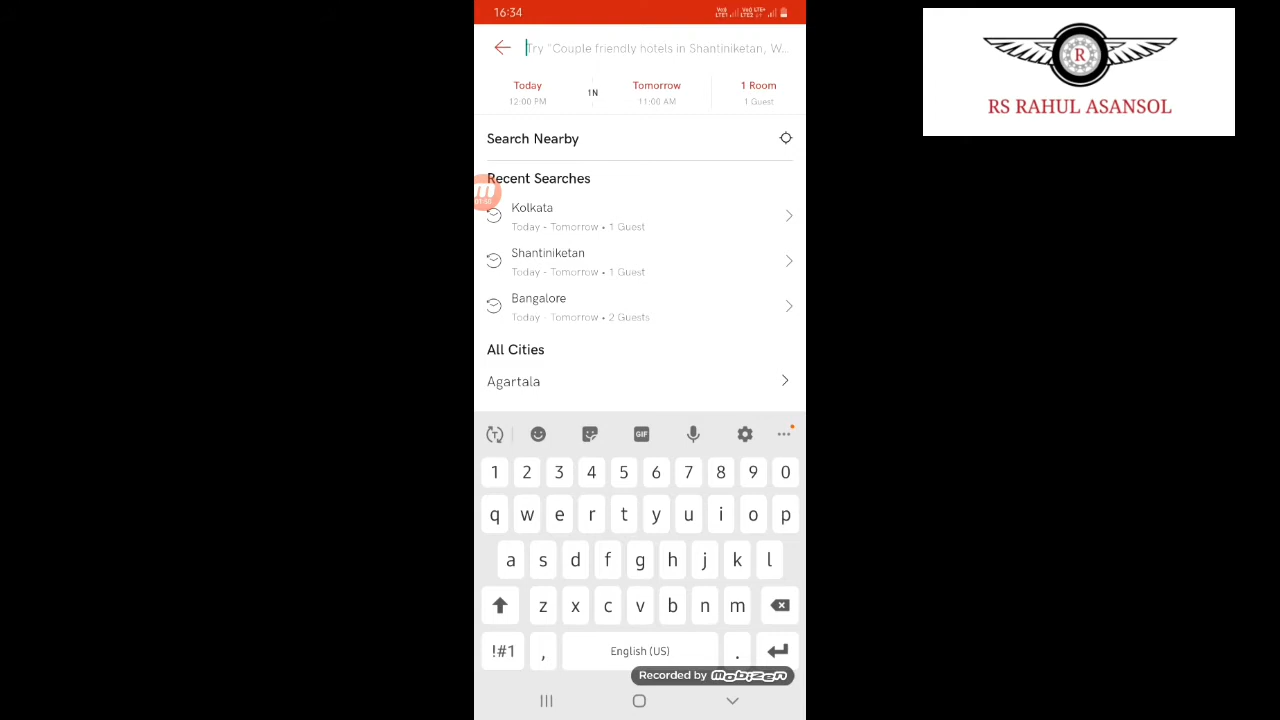 16:34
Try "Couple friendly hotels in Shantiniketan, W...
Today
12:00 PM
1N
Tomorrow
11:00 AM
1 Room
1 Guest
Search Nearby
Recent Searches
Kolkata
Today - Tomorrow • 1 Guest
Shantiniketan
Today - Tomorrow • 1 Guest
Bangalore
Today - Tomorrow • 2 Guests
All Cities
Agartala
GIF
1 2 3 4 5 6 7 8 9 0
q w e r t y u i o p
a s d f g h j k l
z x c v b n m
!#1 , English (US) .
Recorded by mobizen
R
RS RAHUL ASANSOL